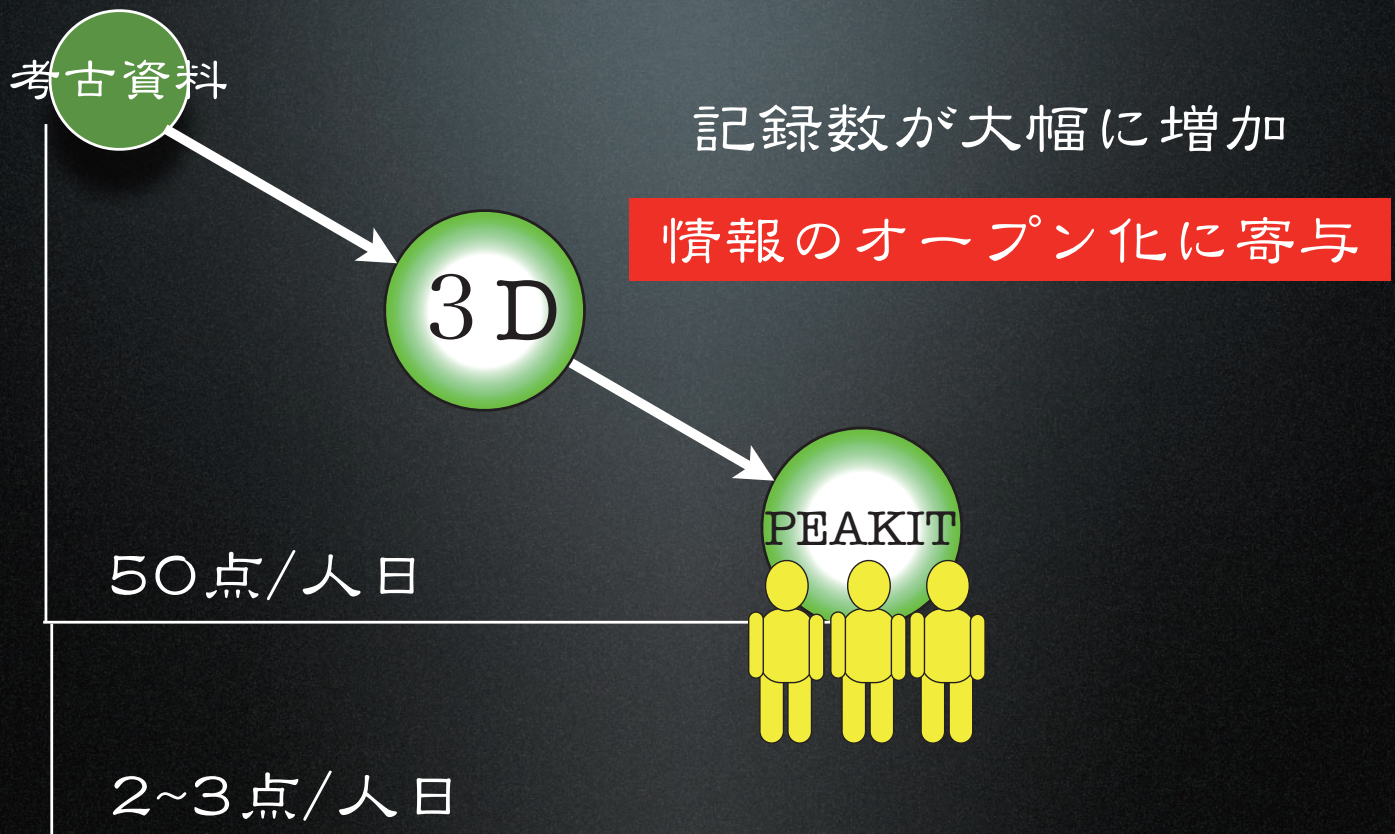 考古資料
記録数が大幅に増加
情報のオープン化に寄与
３D
PEAKIT
50点/人日
2~3点/人日